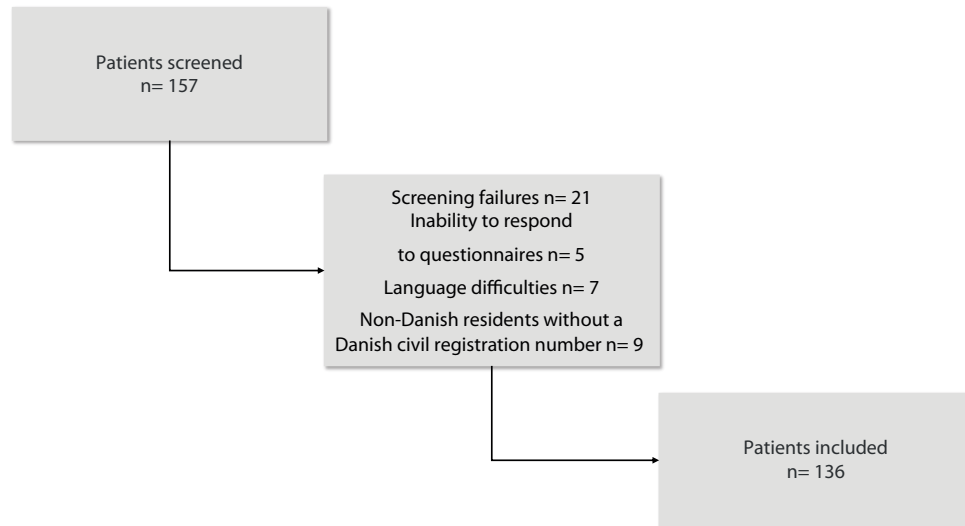 Patients screened
n= 157
Screening failures n= 21
Inability to respond
to questionnaires n= 5
Language difficulties n= 7
Non-Danish residents without a
Danish civil registration number n= 9
Patients included
n= 136